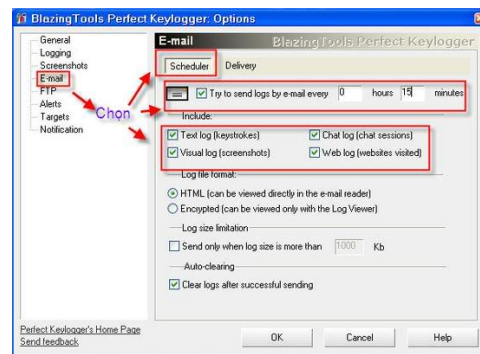 BlazingTools Perfect Keylogger: Options
General
Logging
Screenshots
E-mail
FTP
Alerts
Targets
Notification
Chon
E-mail
BlazingTools Perfect Keylogger
Scheduler Delivery
Try to send logs by e-mail every 0 hours 15 minutes
Include:
Text log (keystrokes) Chat log (chat sessions)
Visual log (screenshots) Web log (websites visited)
Log file format:
HTML (can be viewed directly in the e-mail reader)
Encrypted (can be viewed only with the Log Viewer)
Log size limitation
Send only when log size is more than 1000 Kb
Auto-clearing
Clear logs after successful sending
Perfect Keylogger's Home Page
Send feedback
OK Cancel Help